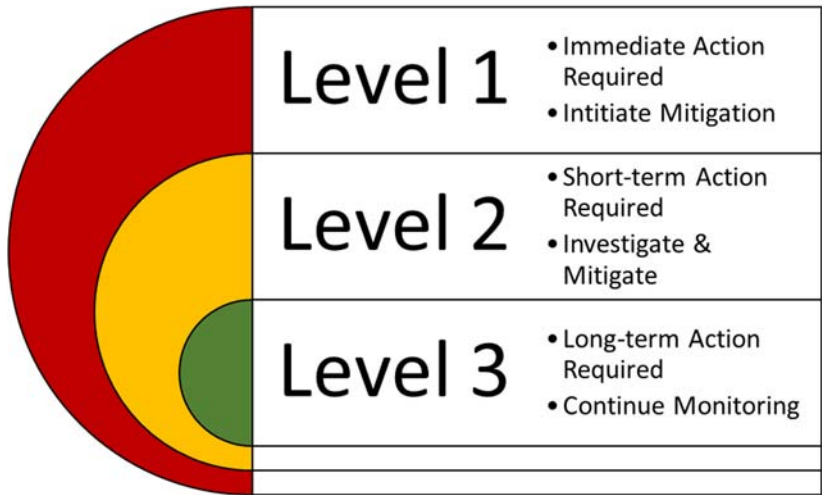 Level 1
• Immediate Action
Required
• Intitiate Mitigation
Level 2
• Short-term Action
Required
• Investigate &
Mitigate
Level 3
• Long-term Action
Required
• Continue Monitoring